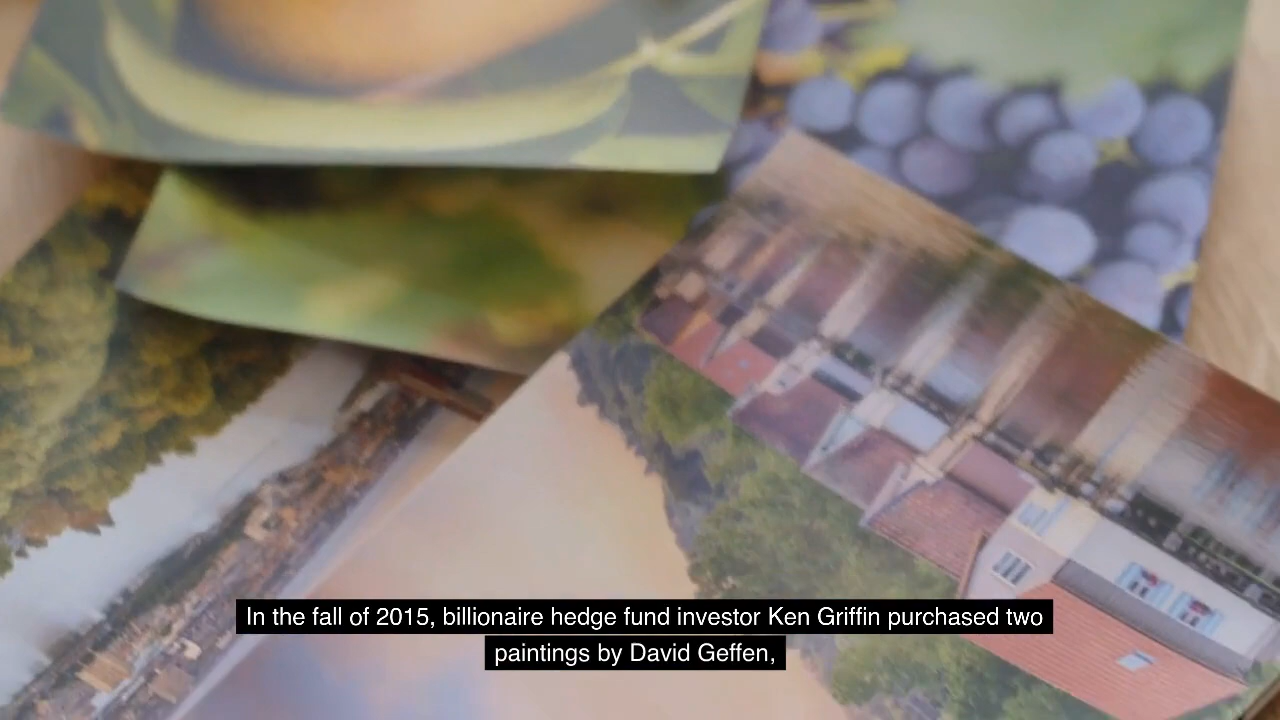 In the fall of 2015, billionaire hedge fund investor Ken Griffin purchased two
paintings by David Geffen,